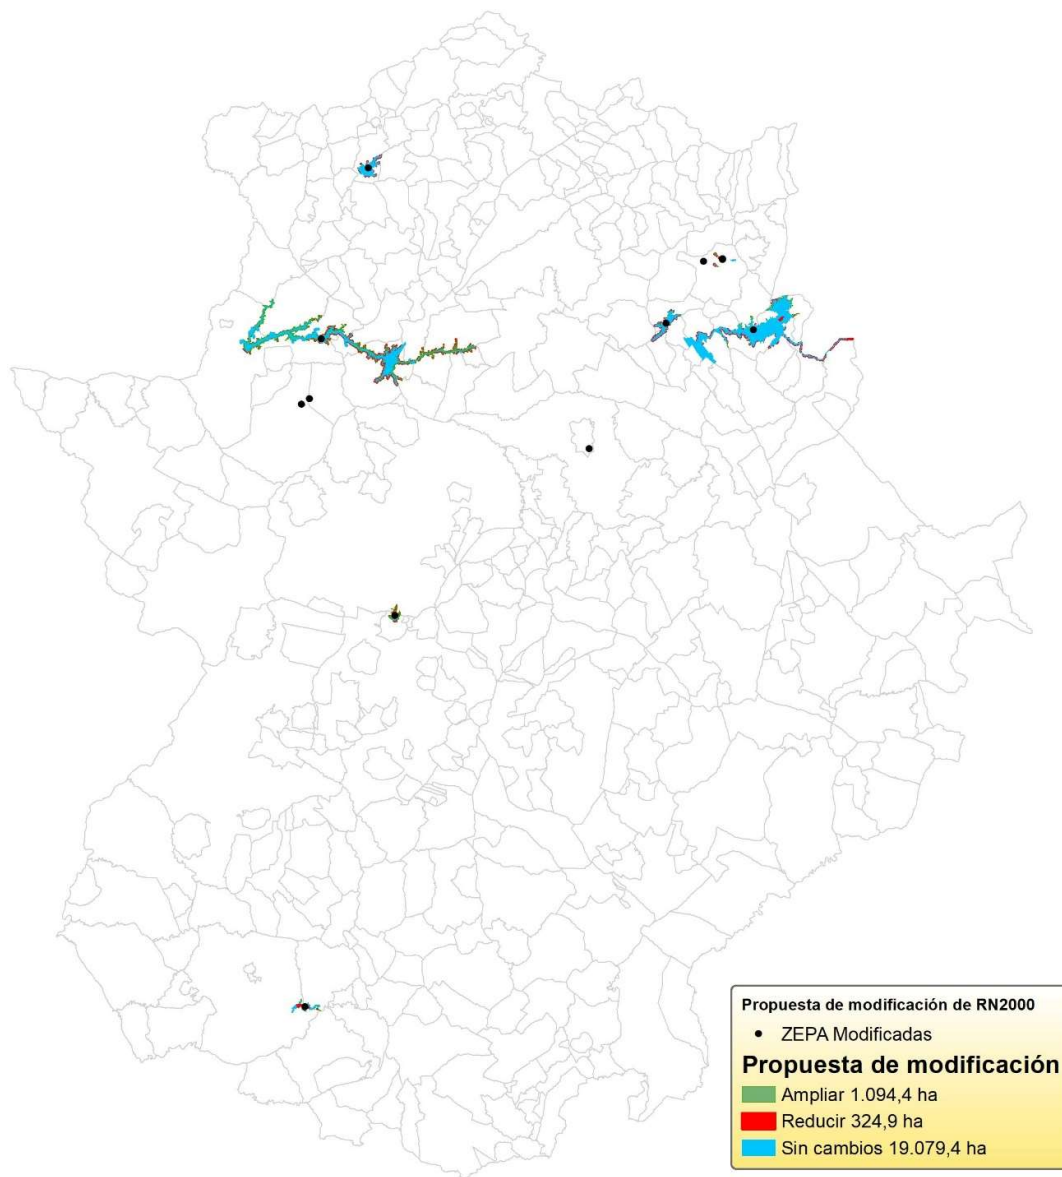 Propuesta de modificación de RN2000
ZEPA Modificadas
Propuesta de modificación
Ampliar 1.094,4 ha
Reducir 324,9 ha
Sin cambios 19.079,4 ha